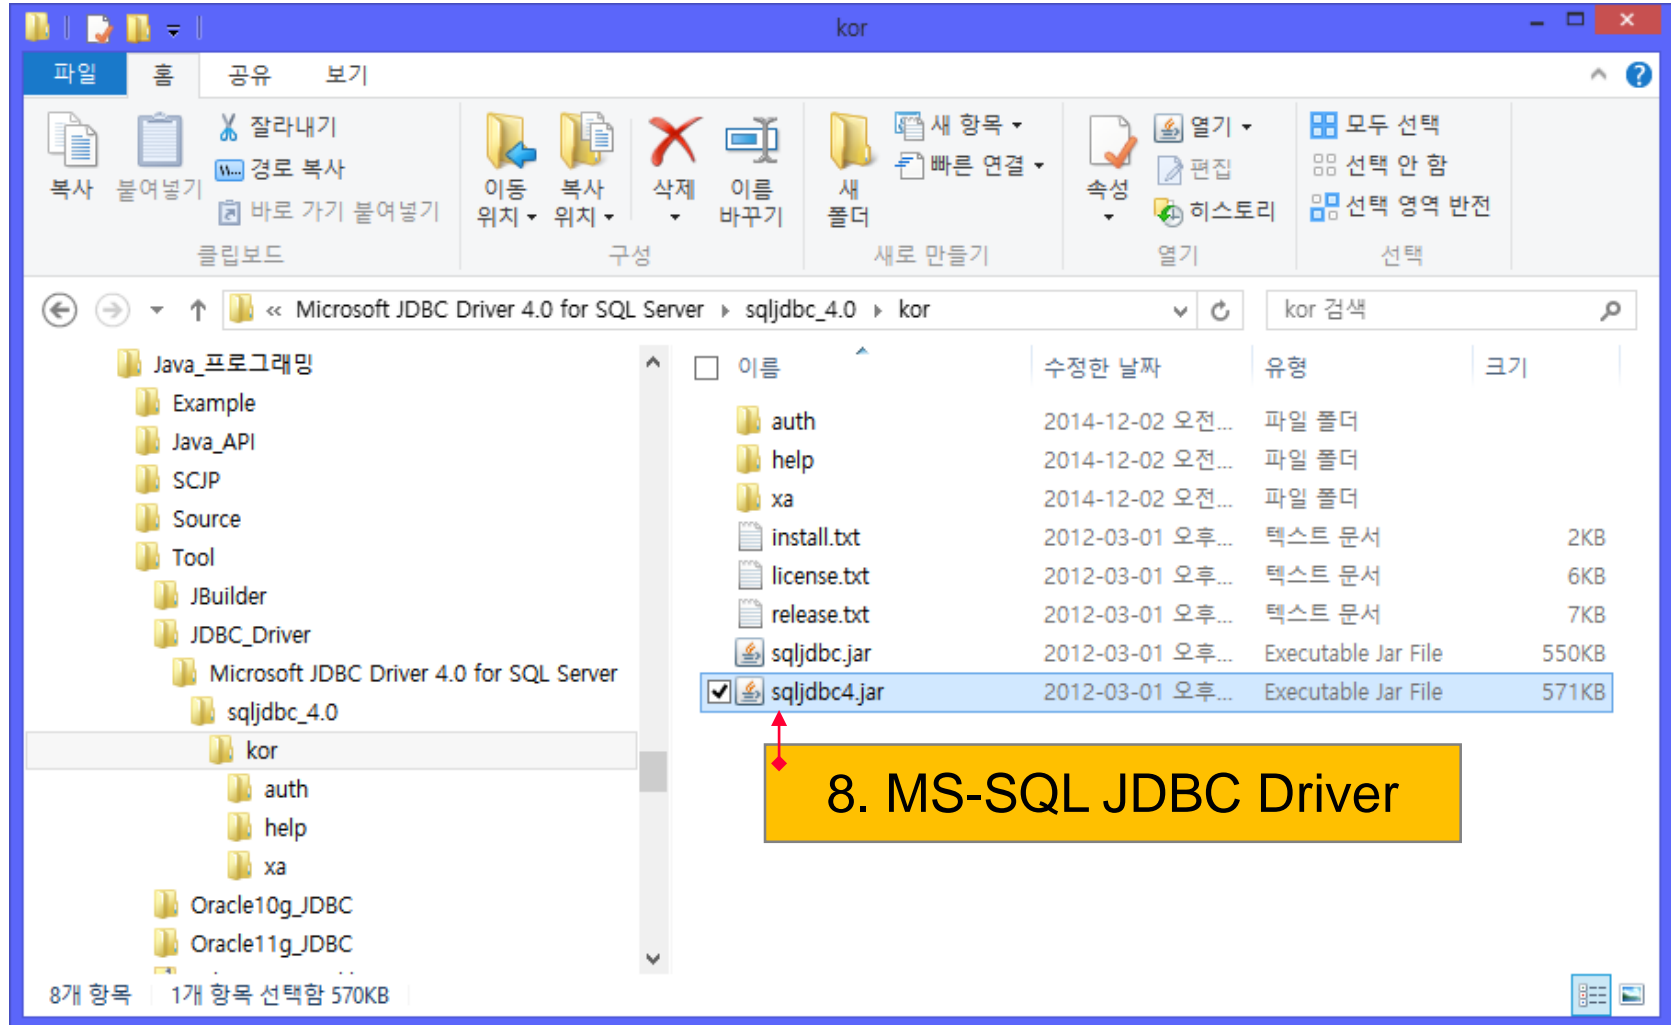 kor
파일 홈 공유 보기
복사
붙여넣기
잘라내기
경로 복사
바로 가기 붙여넣기
클립보드
이동 위치
복사 위치
삭제
이름 바꾸기
구성
새 폴더
새 항목
빠른 연결
새로 만들기
속성
열기
편집
히스토리
열기
모두 선택
선택 안 함
선택 영역 반전
선택
« Microsoft JDBC Driver 4.0 for SQL Server ▸ sqljdbc_4.0 ▸ kor
kor 검색
Java_프로그래밍
Example
Java_API
SCJP
Source
Tool
JBuilder
JDBC_Driver
Microsoft JDBC Driver 4.0 for SQL Server
sqljdbc_4.0
kor
auth
help
xa
Oracle10g_JDBC
Oracle11g_JDBC
이름 수정한 날짜 유형 크기
auth 2014-12-02 오전... 파일 폴더
help 2014-12-02 오전... 파일 폴더
xa 2014-12-02 오전... 파일 폴더
install.txt 2012-03-01 오후... 텍스트 문서 2KB
license.txt 2012-03-01 오후... 텍스트 문서 6KB
release.txt 2012-03-01 오후... 텍스트 문서 7KB
sqljdbc.jar 2012-03-01 오후... Executable Jar File 550KB
sqljdbc4.jar 2012-03-01 오후... Executable Jar File 571KB
8. MS-SQL JDBC Driver
8개 항목 1개 항목 선택함 570KB